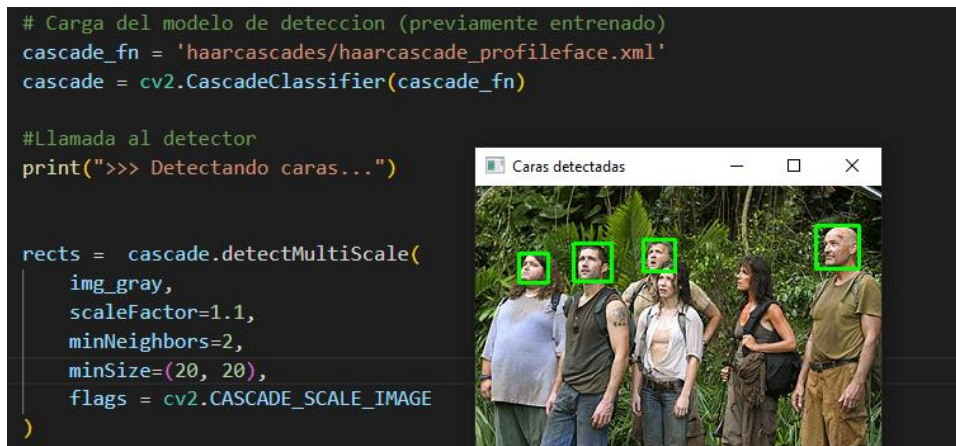 # Carga del modelo de deteccion (previamente entrenado)
cascade_fn = 'haarcascades/haarcascade_profileface.xml'
cascade = cv2.CascadeClassifier(cascade_fn)
#Llamada al detector
print(">>> Detectando caras...")
Caras detectadas
rects =  cascade.detectMultiScale(
    img_gray,
    scaleFactor=1.1,
    minNeighbors=2,
    minSize=(20, 20),
    flags = cv2.CASCADE_SCALE_IMAGE
)